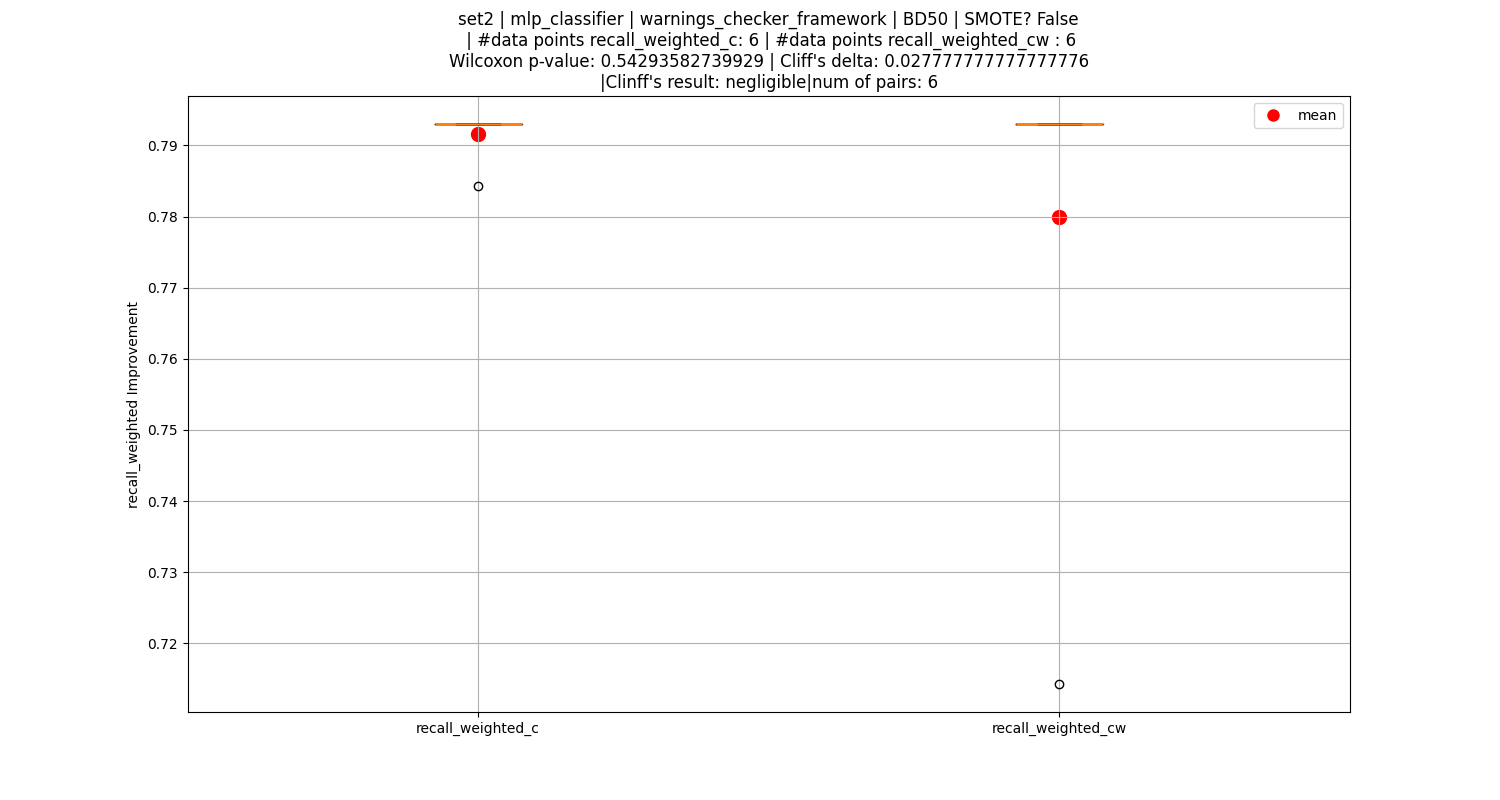 set2 | mlp_classifier | warnings_checker_framework | BD50 | SMOTE? False
| #data points recall_weighted_c: 6 | #data points recall_weighted_cw : 6
Wilcoxon p-value: 0.54293582739929 | Cliff's delta: 0.027777777777777776
|Clinff's result: negligible|num of pairs: 6
mean
0.79
0.78
0.77
0.76
0.75
0.74
0.73
0.72
recall_weighted Improvement
recall_weighted_c
recall_weighted_cw